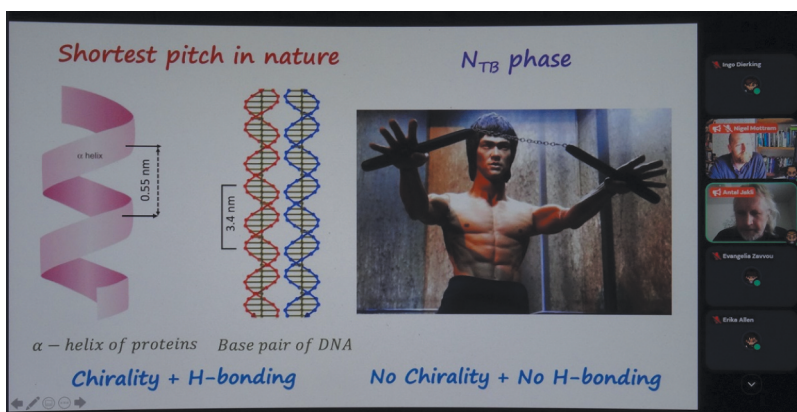 Shortest pitch in nature
N_TB phase
α helix
0.55 nm
3.4 nm
α − helix of proteins
Base pair of DNA
Chirality + H-bonding
No Chirality + No H-bonding
Ingo Dierking
Nigel Mottram
Antal Jakli
Evangelia Zavvou
Erika Allen